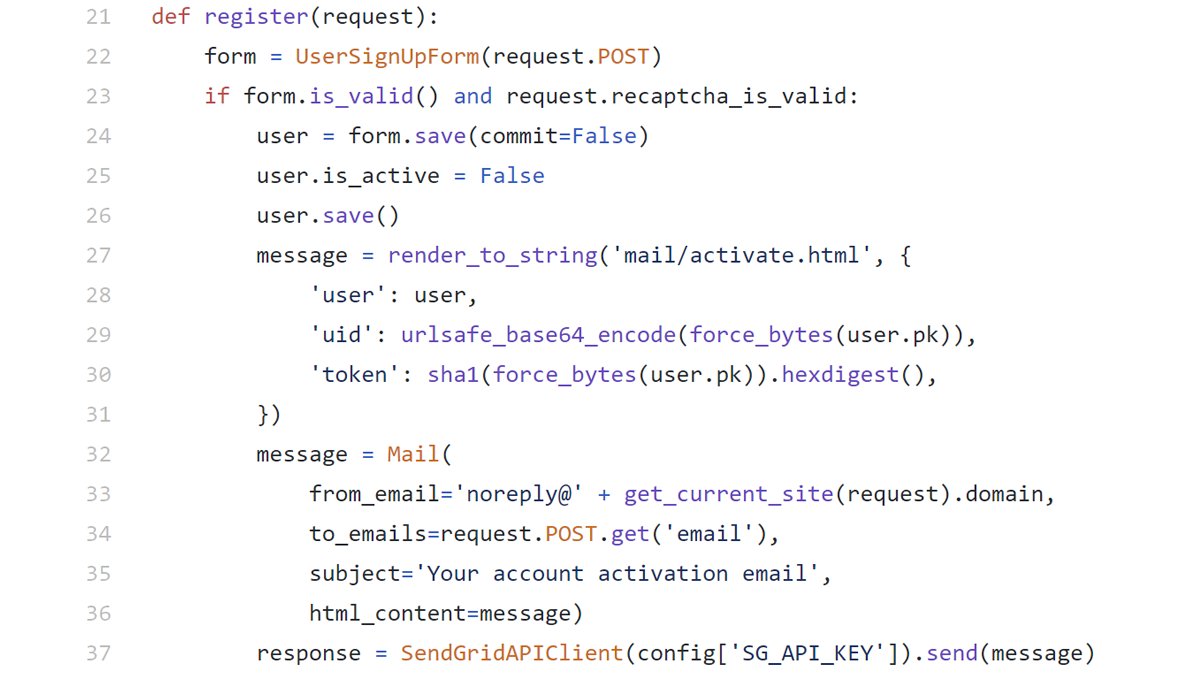 21 def register(request):
22     form = UserSignUpForm(request.POST)
23     if form.is_valid() and request.recaptcha_is_valid:
24         user = form.save(commit=False)
25         user.is_active = False
26         user.save()
27         message = render_to_string('mail/activate.html', {
28             'user': user,
29             'uid': urlsafe_base64_encode(force_bytes(user.pk)),
30             'token': sha1(force_bytes(user.pk)).hexdigest(),
31         })
32         message = Mail(
33             from_email='noreply@' + get_current_site(request).domain,
34             to_emails=request.POST.get('email'),
35             subject='Your account activation email',
36             html_content=message)
37         response = SendGridAPIClient(config['SG_API_KEY']).send(message)